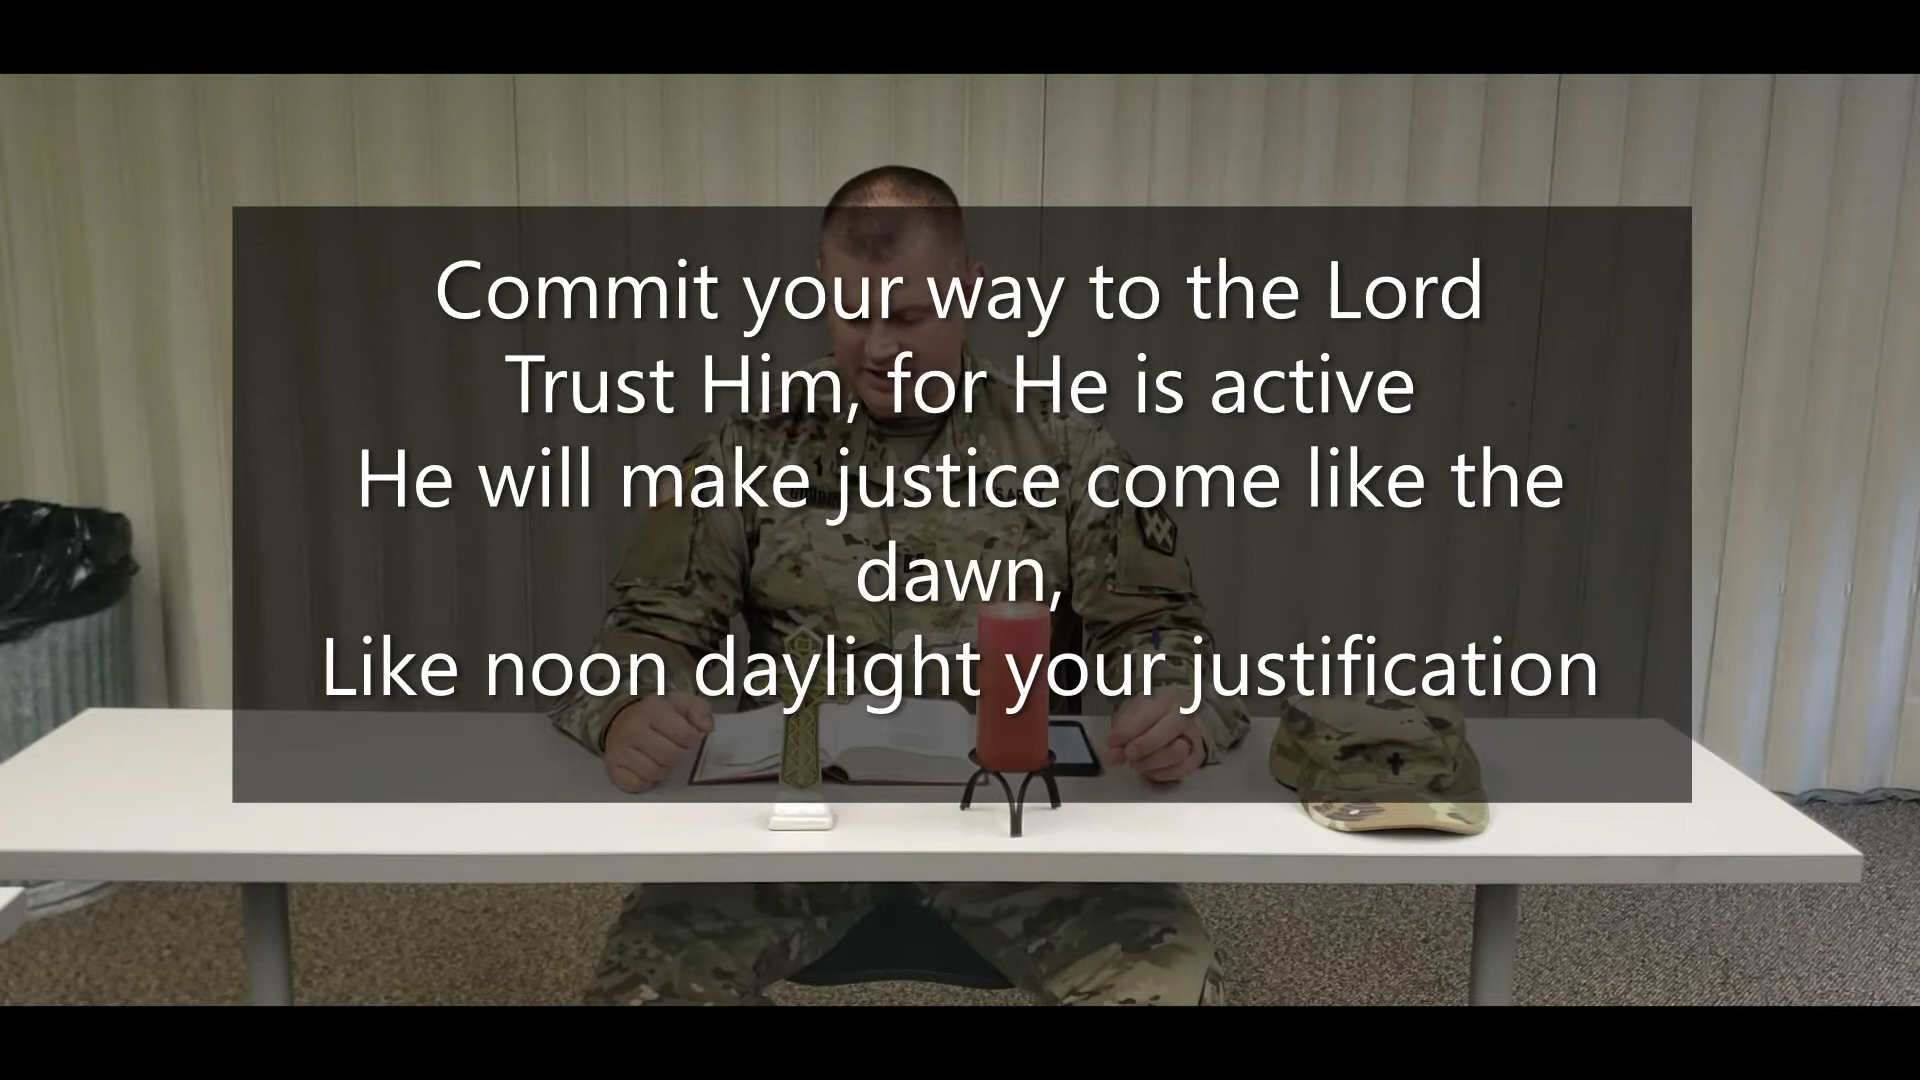 Commit your way to the Lord
Trust Him, for He is active
He will make justice come like the
dawn,
Like noon daylight your justification